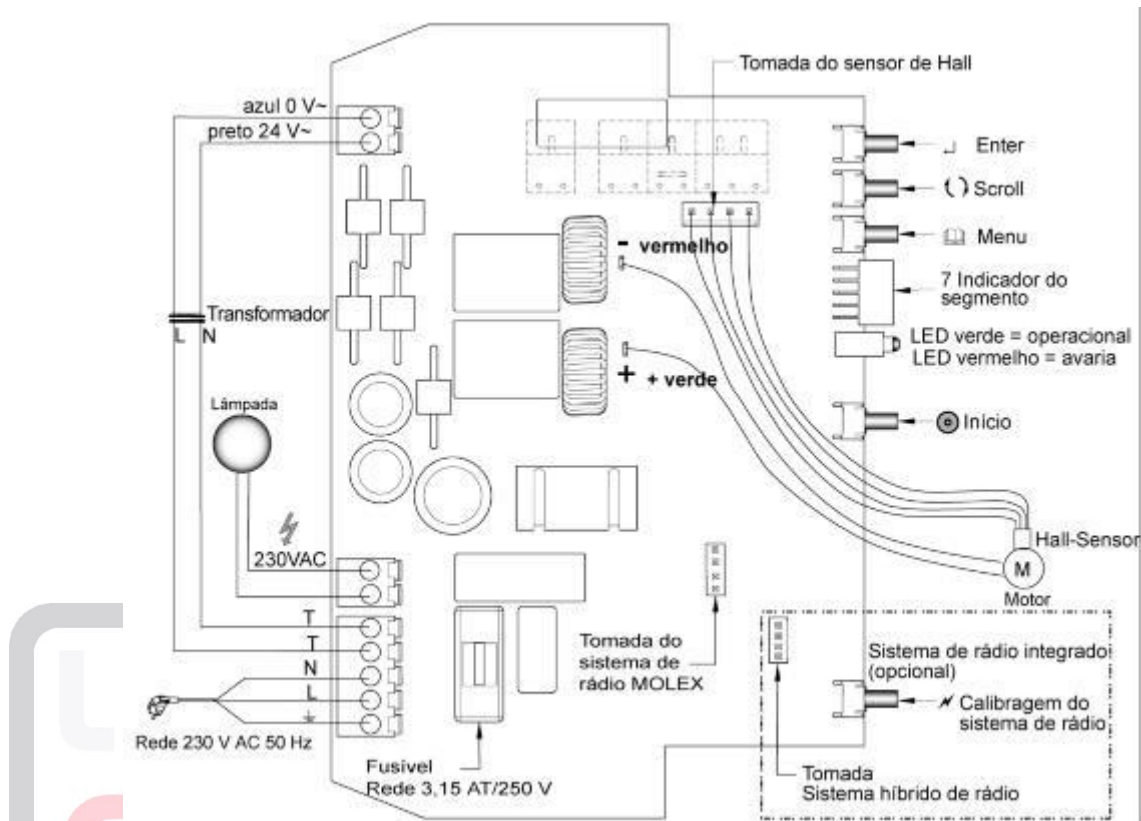 Tomada do sensor de Hall
azul 0 V~
preto 24 V~
Enter
Scroll
Menu
- vermelho
7 Indicador do
segmento
Transformador
L N
LED verde = operacional
LED vermelho = avaria
+ + verde
Lâmpada
Início
230VAC
Hall-Sensor
M
Motor
T
T
N
L
Rede 230 V AC 50 Hz
Tomada do
sistema de
rádio MOLEX
Sistema de rádio integrado
(opcional)
Calibragem do
sistema de rádio
Fusível
Rede 3,15 AT/250 V
Tomada
Sistema híbrido de rádio